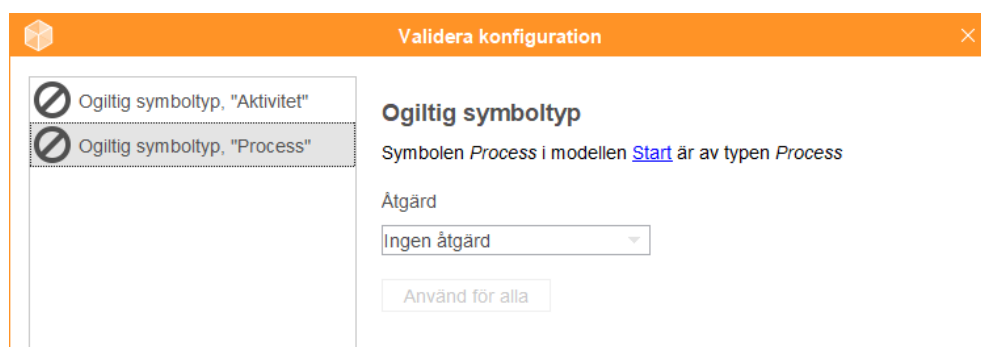 Validera konfiguration
Ogiltig symboltyp, "Aktivitet"
Ogiltig symboltyp, "Process"
Ogiltig symboltyp
Symbolen Process i modellen Start är av typen Process
Åtgärd
Ingen åtgärd
Använd för alla